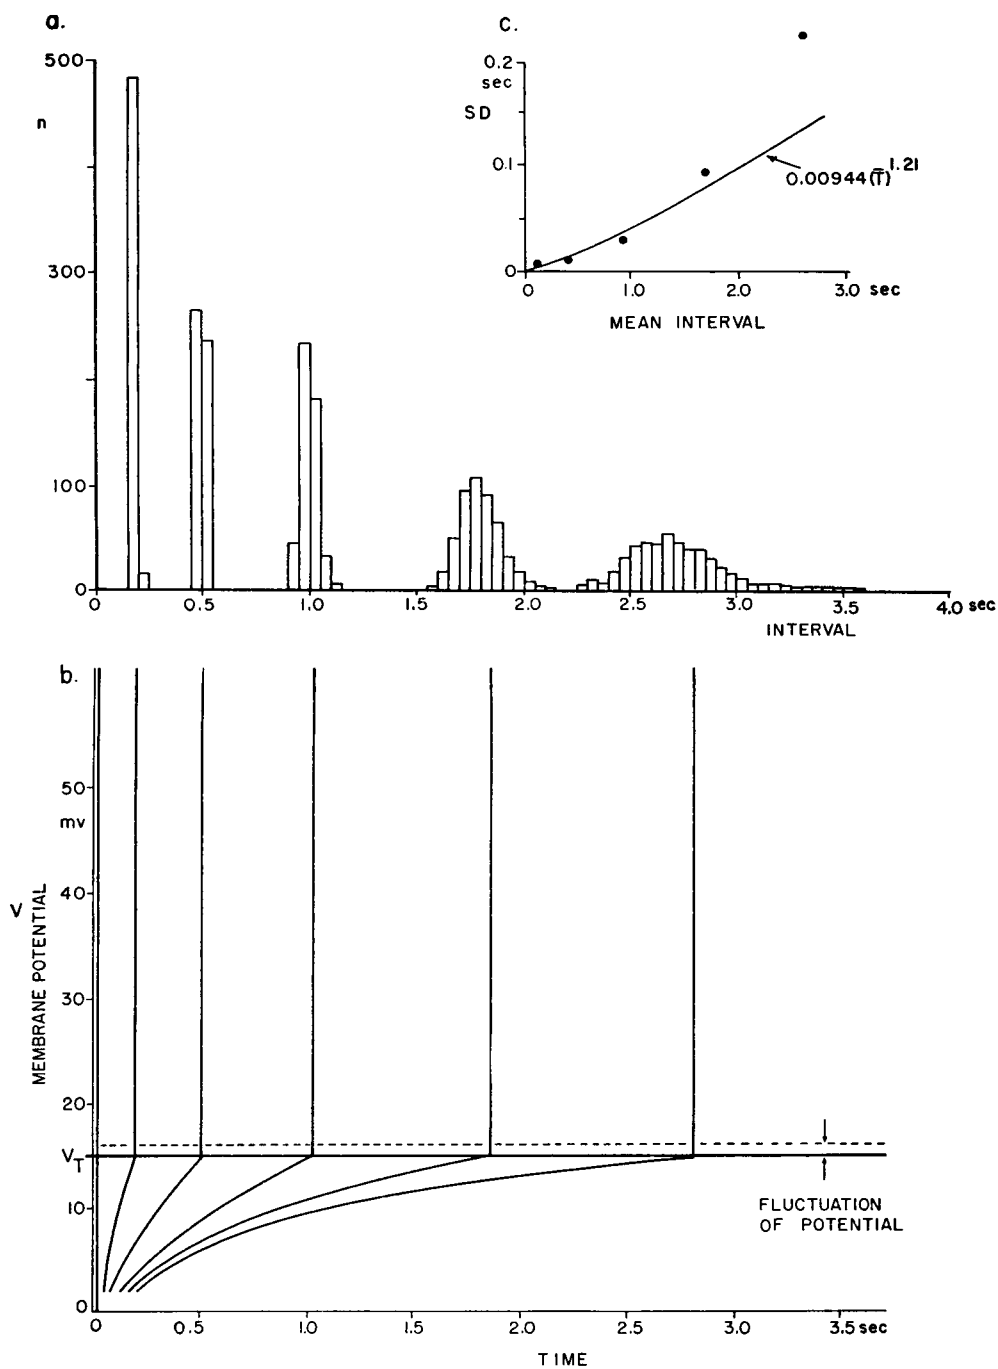 a.
500
n
300
100
0
0 0.5 1.0 1.5 2.0 2.5 3.0 3.5 4.0 sec
INTERVAL
c.
0.2
sec
SD
0.1
0
0.00944(T̄)^1.21
0 1.0 2.0 3.0 sec
MEAN INTERVAL
b.
50
mv
40
V
MEMBRANE POTENTIAL
30
20
V_T
10
0
FLUCTUATION
OF POTENTIAL
0 0.5 1.0 1.5 2.0 2.5 3.0 3.5 sec
TIME